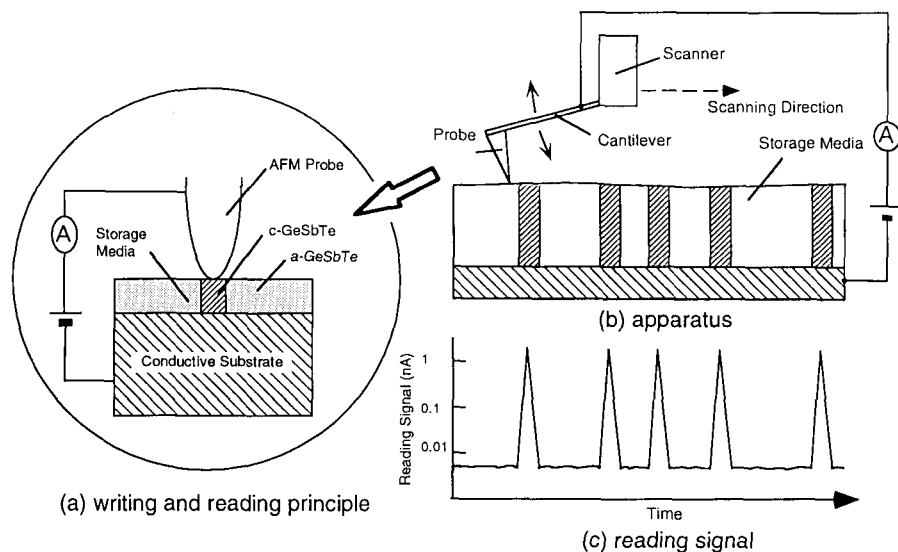 AFM Probe
A
Storage
Media
c-GeSbTe
a-GeSbTe
Conductive Substrate
(a) writing and reading principle
Scanner
Scanning Direction
Probe
Cantilever
Storage Media
A
(b) apparatus
Reading Signal (nA)
1
0.1
0.01
Time
(c) reading signal